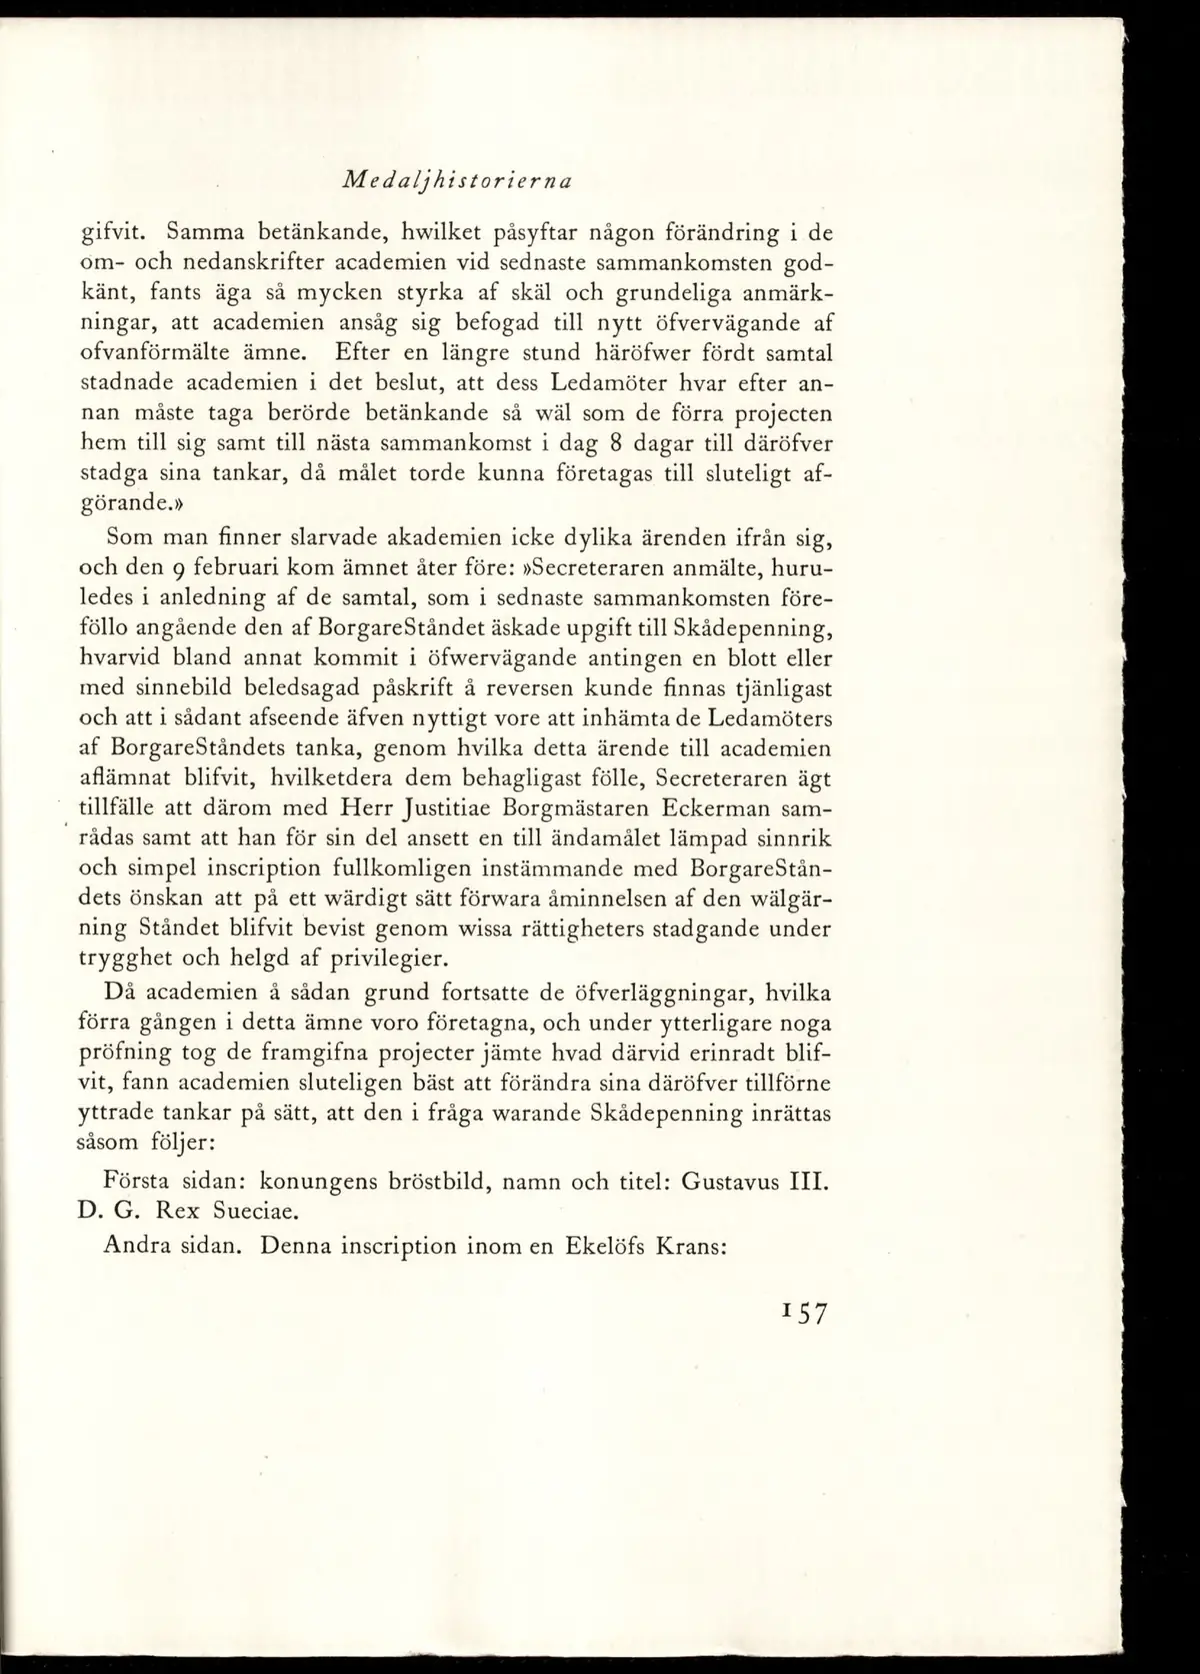 Medaljhistorierna
gifvit. Samma betänkande, hwilket påsyftar någon förändring i de
om- och nedanskrifter academien vid sednaste sammankomsten god-
känt, fants äga så mycken styrka af skäl och grundeliga anmärk-
ningar, att academien ansåg sig befogad till nytt öfvervägande af
ofvanförmälte ämne. Efter en längre stund häröfwer fördt samtal
stadnade academien i det beslut, att dess Ledamöter hvar efter an-
nan måste taga berörde betänkande så wäl som de förra projecten
hem till sig samt till nästa sammankomst i dag 8 dagar till däröfver
stadga sina tankar, då målet torde kunna företagas till sluteligt af-
görande.»
Som man finner slarvade akademien icke dylika ärenden ifrån sig,
och den 9 februari kom ämnet åter före: »Secreteraren anmälte, huru-
ledes i anledning af de samtal, som i sednaste sammankomsten före-
föllo angående den af BorgareStåndet äskade upgift till Skådepenning,
hvarvid bland annat kommit i öfwervägande antingen en blott eller
med sinnebild beledsagad påskrift å reversen kunde finnas tjänligast
och att i sådant afseende äfven nyttigt vore att inhämta de Ledamöters
af BorgareStåndets tanka, genom hvilka detta ärende till academien
aflämnat blifvit, hvilketdera dem behagligast fölle, Secreteraren ägt
tillfälle att därom med Herr Justitiae Borgmästaren Eckerman sam-
rådas samt att han för sin del ansett en till ändamålet lämpad sinnrik
och simpel inscription fullkomligen instämmande med BorgareStån-
dets önskan att på ett wärdigt sätt förwara åminnelsen af den wälgär-
ning Ståndet blifvit bevist genom wissa rättigheters stadgande under
trygghet och helgd af privilegier.
Då academien å sådan grund fortsatte de öfverläggningar, hvilka
förra gången i detta ämne voro företagna, och under ytterligare noga
pröfning tog de framgifna projecter jämte hvad därvid erinradt blif-
vit, fann academien sluteligen bäst att förändra sina däröfver tillförne
yttrade tankar på sätt, att den i fråga warande Skådepenning inrättas
såsom följer:
Första sidan: konungens bröstbild, namn och titel: Gustavus III.
D. G. Rex Sueciae.
Andra sidan. Denna inscription inom en Ekelöfs Krans:
157